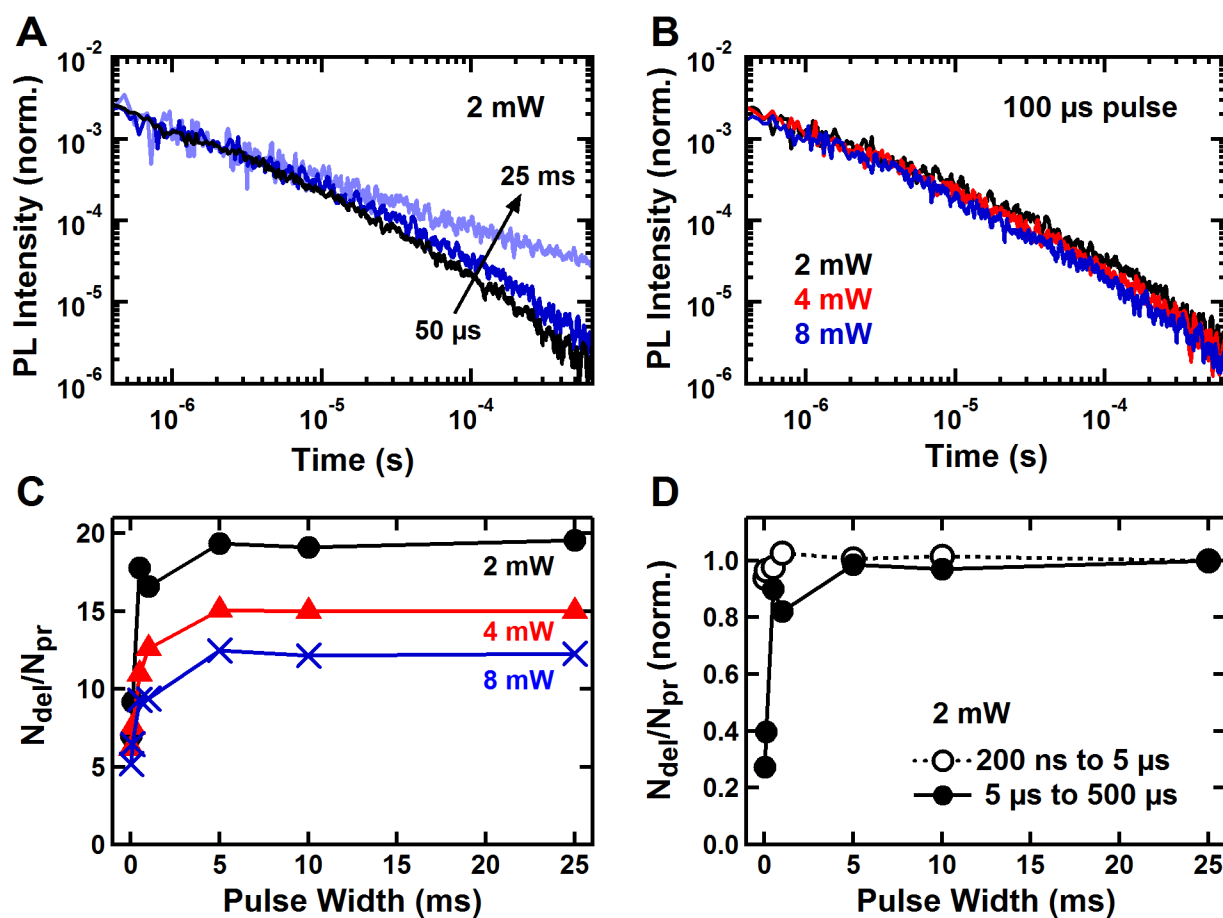 A
10⁻²
10⁻³
10⁻⁴
10⁻⁵
10⁻⁶
PL Intensity (norm.)
2 mW
25 ms
50 µs
10⁻⁶
10⁻⁵
10⁻⁴
Time (s)
B
10⁻²
10⁻³
10⁻⁴
10⁻⁵
10⁻⁶
PL Intensity (norm.)
100 µs pulse
2 mW
4 mW
8 mW
10⁻⁶
10⁻⁵
10⁻⁴
Time (s)
C
20
15
10
5
0
N_del/N_pr
2 mW
4 mW
8 mW
0 5 10 15 20 25
Pulse Width (ms)
D
1.0
0.8
0.6
0.4
0.2
0.0
N_del/N_pr (norm.)
2 mW
200 ns to 5 µs
5 µs to 500 µs
0 5 10 15 20 25
Pulse Width (ms)